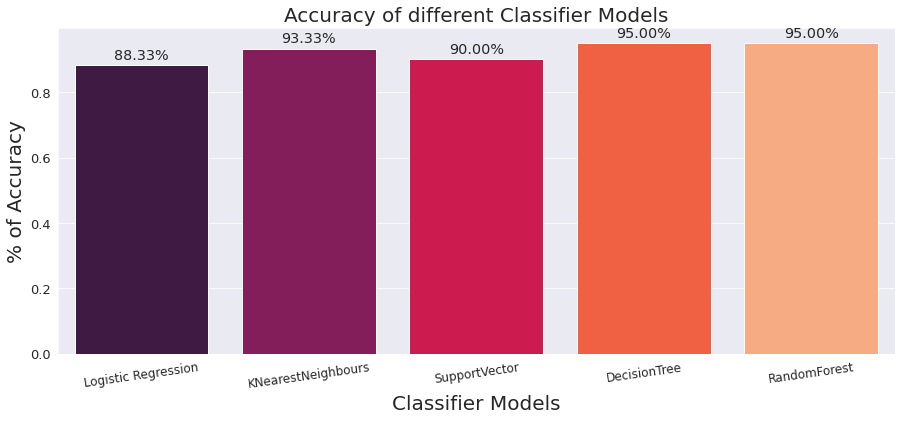 Accuracy of different Classifier Models
88.33%
93.33%
90.00%
95.00%
95.00%
% of Accuracy
0.8
0.6
0.4
0.2
0.0
Logistic Regression
KNearestNeighbours
SupportVector
DecisionTree
RandomForest
Classifier Models